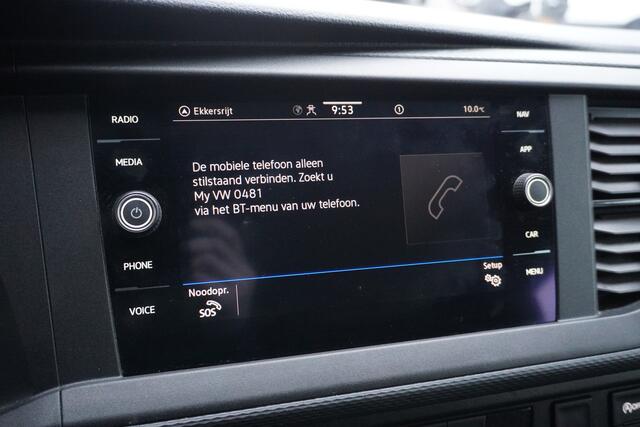 RADIO
Ekkersrijt
9:53
1
10.0°C
NAV
MEDIA
APP
De mobiele telefoon alleen
stilstaand verbinden. Zoekt u
My VW 0481
via het BT-menu van uw telefoon.
PHONE
CAR
Noodopr.
SOS
Setup
MENU
VOICE